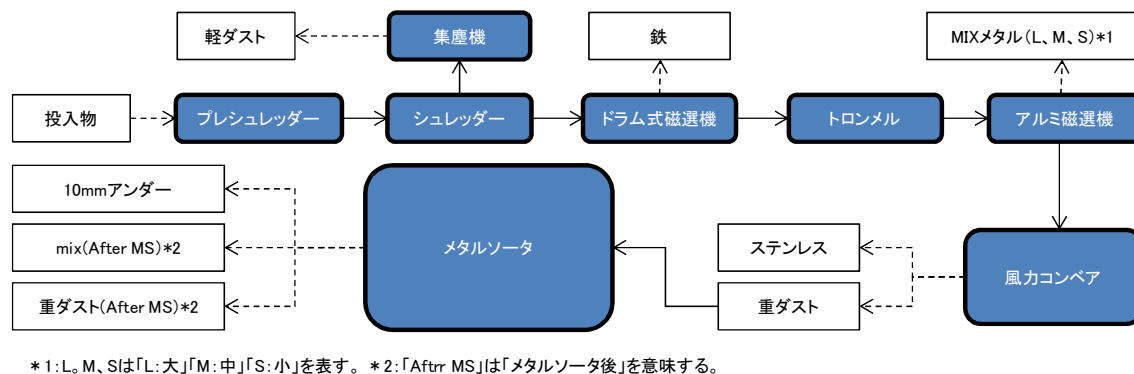 軽ダスト
集塵機
鉄
MIXメタル(L、M、S)*1
投入物
プレシュレッダー
シュレッダー
ドラム式磁選機
トロンメル
アルミ磁選機
10mmアンダー
mix(After MS)*2
重ダスト(After MS)*2
メタルソータ
ステンレス
重ダスト
風力コンベア
*1:L。M、Sは「L:大」「M:中」「S:小」を表す。 *2:「Aftrr MS」は「メタルソータ後」を意味する。